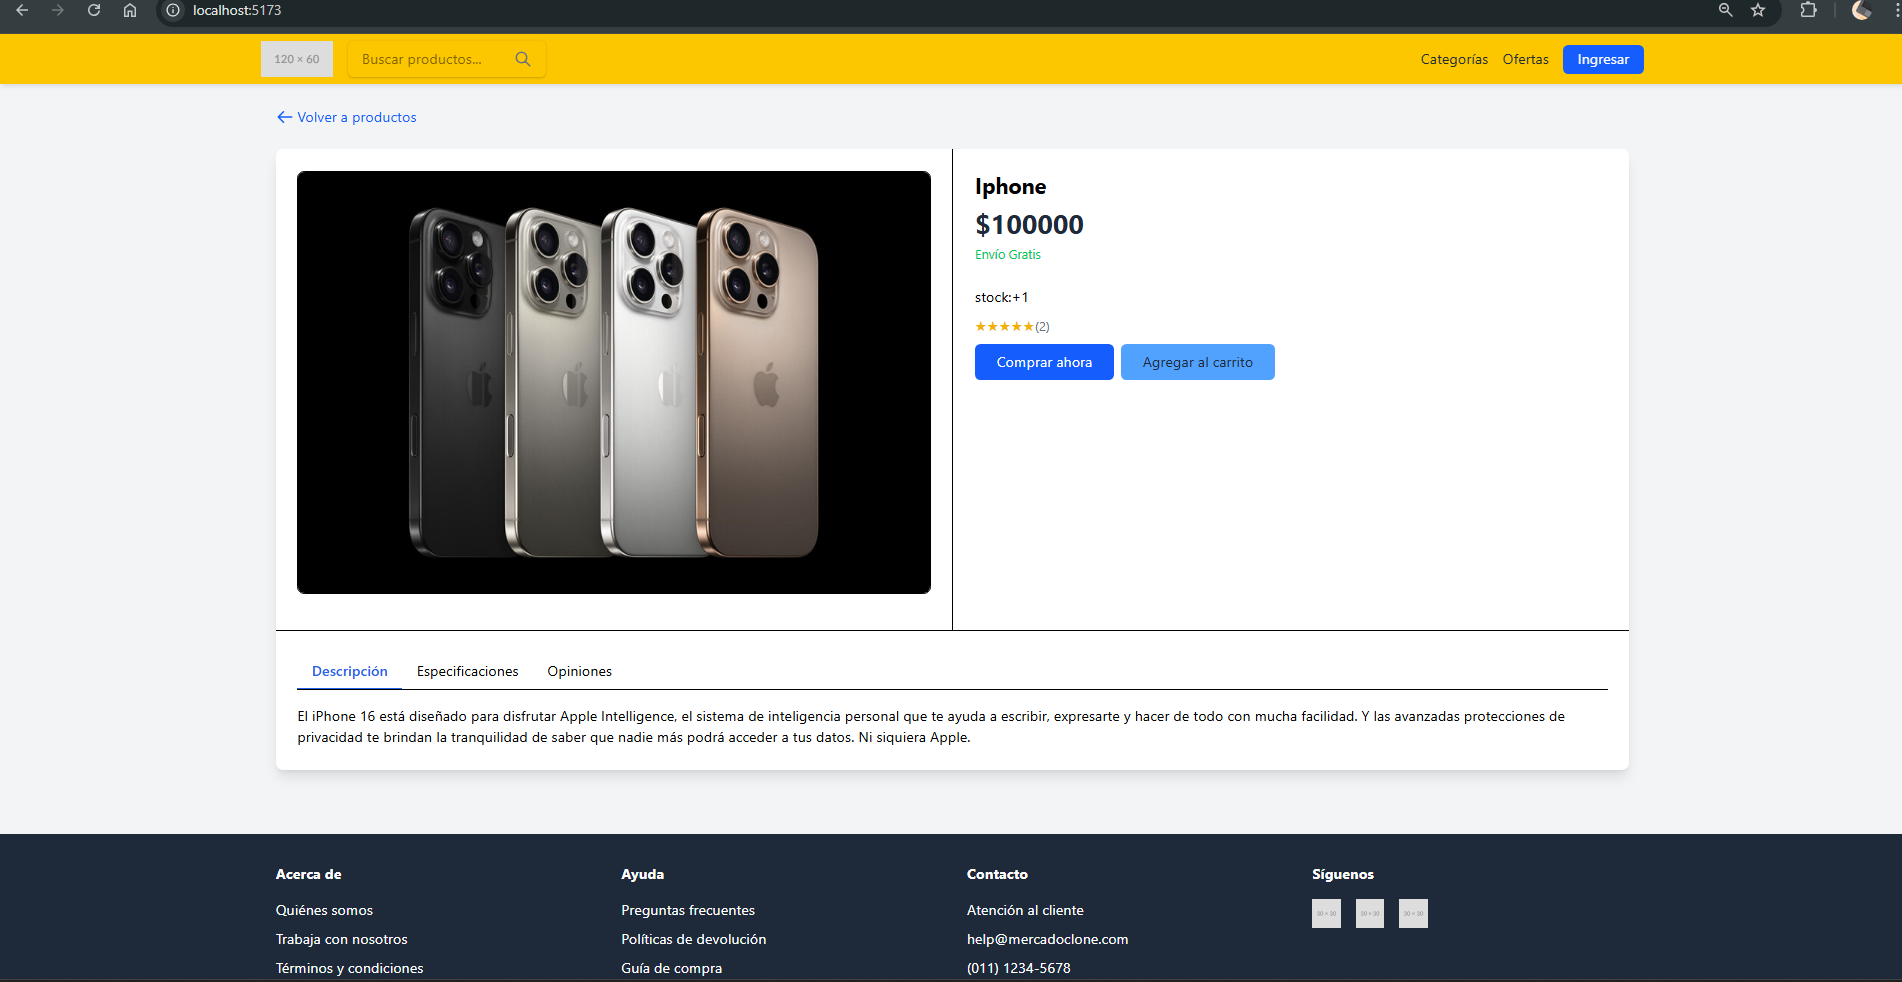 localhost:5173
120 × 60
Buscar productos...
Categorías
Ofertas
Ingresar
Volver a productos
Iphone
$100000
Envío Gratis
stock:+1
★★★★★(2)
Comprar ahora
Agregar al carrito
Descripción
Especificaciones
Opiniones
El iPhone 16 está diseñado para disfrutar Apple Intelligence, el sistema de inteligencia personal que te ayuda a escribir, expresarte y hacer de todo con mucha facilidad. Y las avanzadas protecciones de
privacidad te brindan la tranquilidad de saber que nadie más podrá acceder a tus datos. Ni siquiera Apple.
Acerca de
Quiénes somos
Trabaja con nosotros
Términos y condiciones
Ayuda
Preguntas frecuentes
Políticas de devolución
Guía de compra
Contacto
Atención al cliente
help@mercadoclone.com
(011) 1234-5678
Síguenos
30 × 30
30 × 30
30 × 30